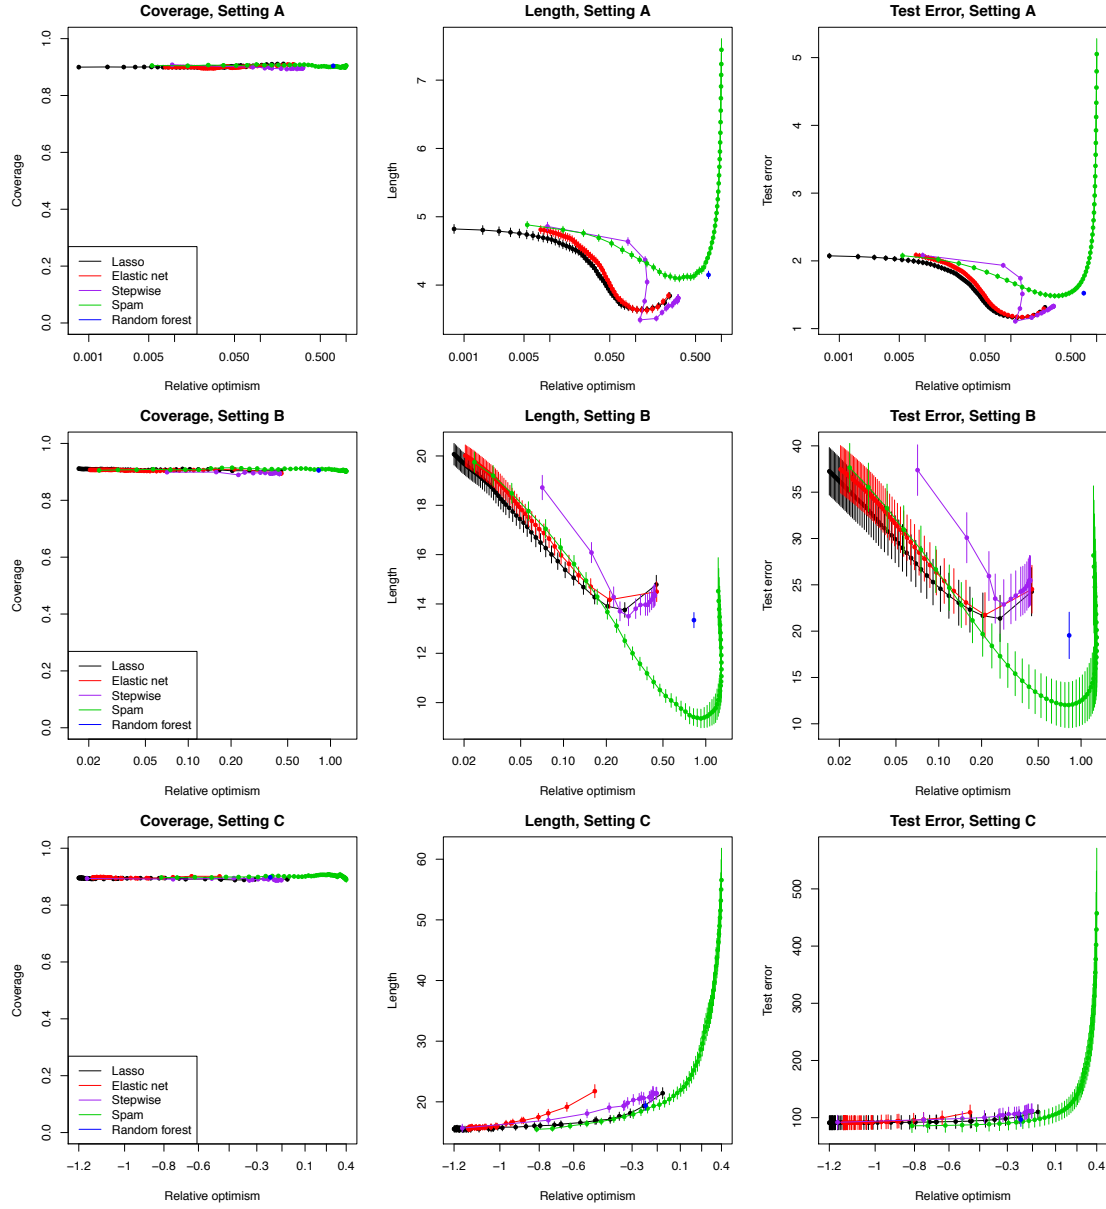 Coverage, Setting A
Coverage
0.0 0.2 0.4 0.6 0.8 1.0
Lasso
Elastic net
Stepwise
Spam
Random forest
0.001 0.005 0.050 0.500
Relative optimism
Length, Setting A
Length
4 5 6 7
0.001 0.005 0.050 0.500
Relative optimism
Test Error, Setting A
Test error
1 2 3 4 5
0.001 0.005 0.050 0.500
Relative optimism
Coverage, Setting B
Coverage
0.0 0.2 0.4 0.6 0.8 1.0
Lasso
Elastic net
Stepwise
Spam
Random forest
0.02 0.05 0.10 0.20 0.50 1.00
Relative optimism
Length, Setting B
Length
10 12 14 16 18 20
0.02 0.05 0.10 0.20 0.50 1.00
Relative optimism
Test Error, Setting B
Test error
10 15 20 25 30 35 40
0.02 0.05 0.10 0.20 0.50 1.00
Relative optimism
Coverage, Setting C
Coverage
0.0 0.2 0.4 0.6 0.8 1.0
Lasso
Elastic net
Stepwise
Spam
Random forest
−1.2 −1 −0.8 −0.6 −0.3 0.1 0.4
Relative optimism
Length, Setting C
Length
20 30 40 50 60
−1.2 −1 −0.8 −0.6 −0.3 0.1 0.4
Relative optimism
Test Error, Setting C
Test error
100 200 300 400 500
−1.2 −1 −0.8 −0.6 −0.3 0.1 0.4
Relative optimism